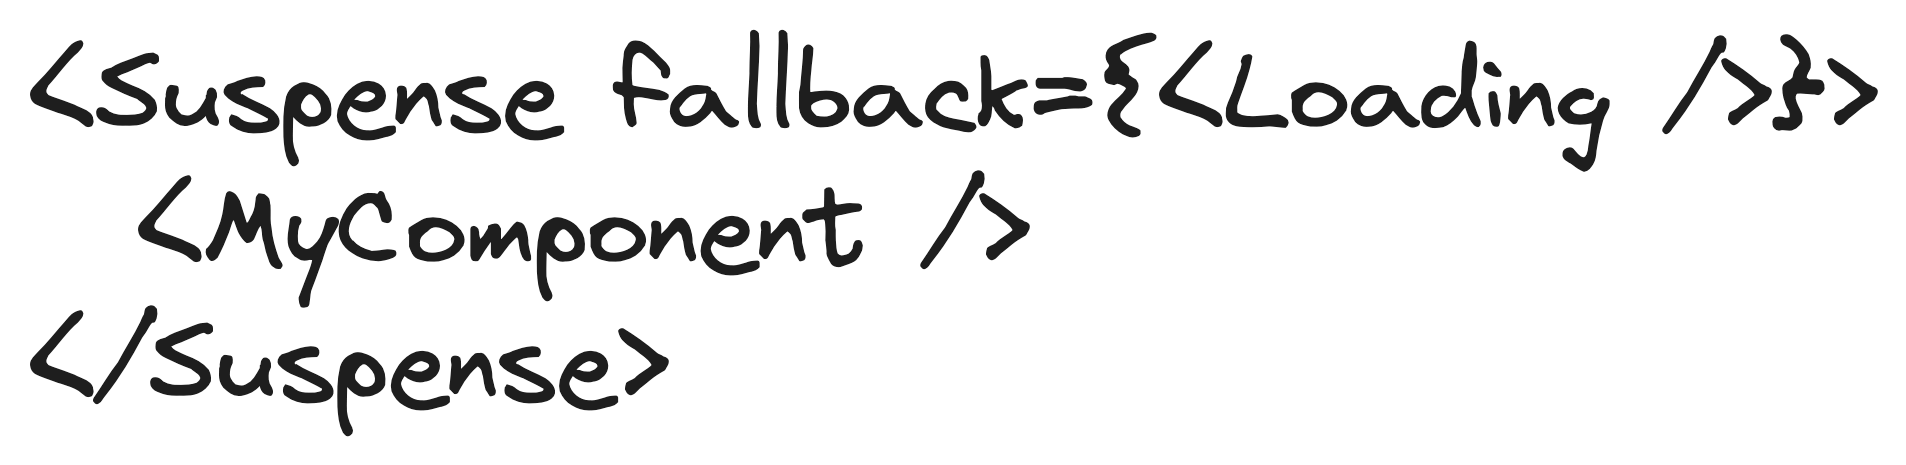 <Suspense fallback={<Loading />}>
  <MyComponent />
</Suspense>